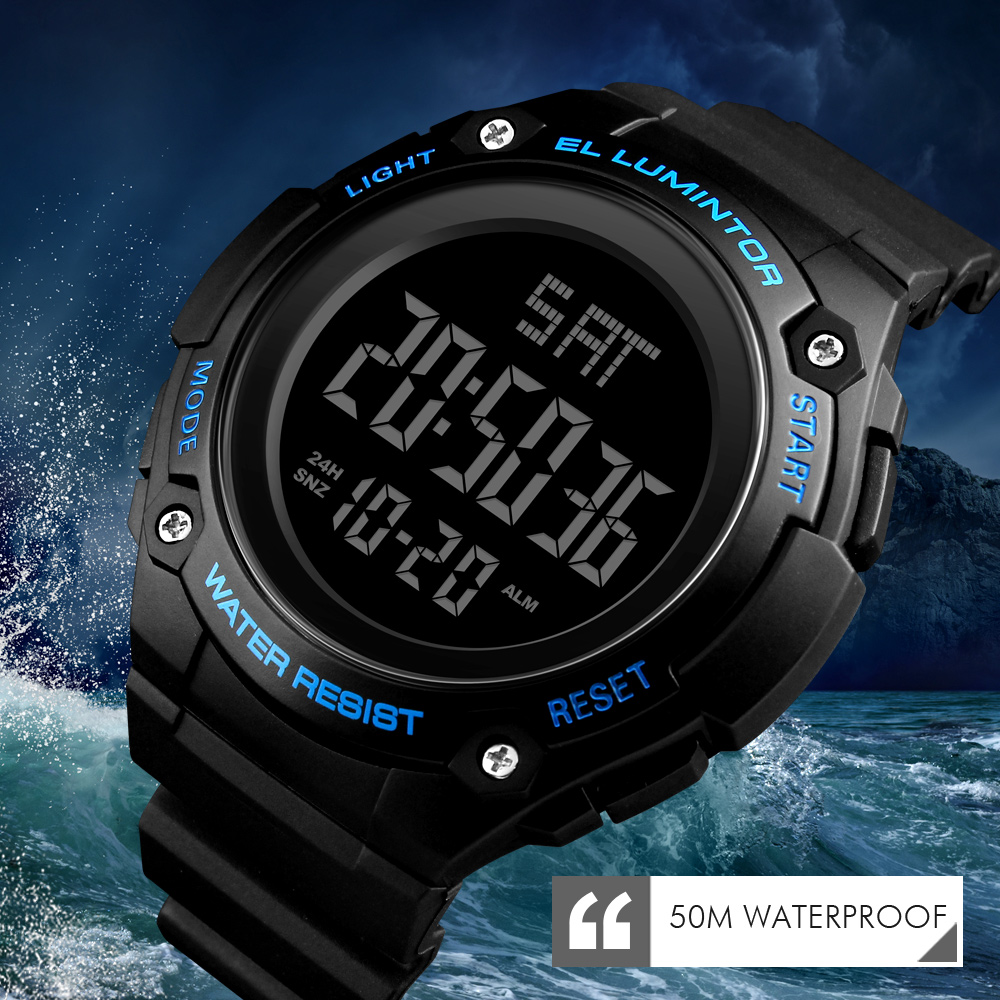 LIGHT
EL LUMINTOR
MODE
START
SAT
20:50 36
24H
SNZ
10-20
ALM
WATER RESIST
RESET
50M WATERPROOF